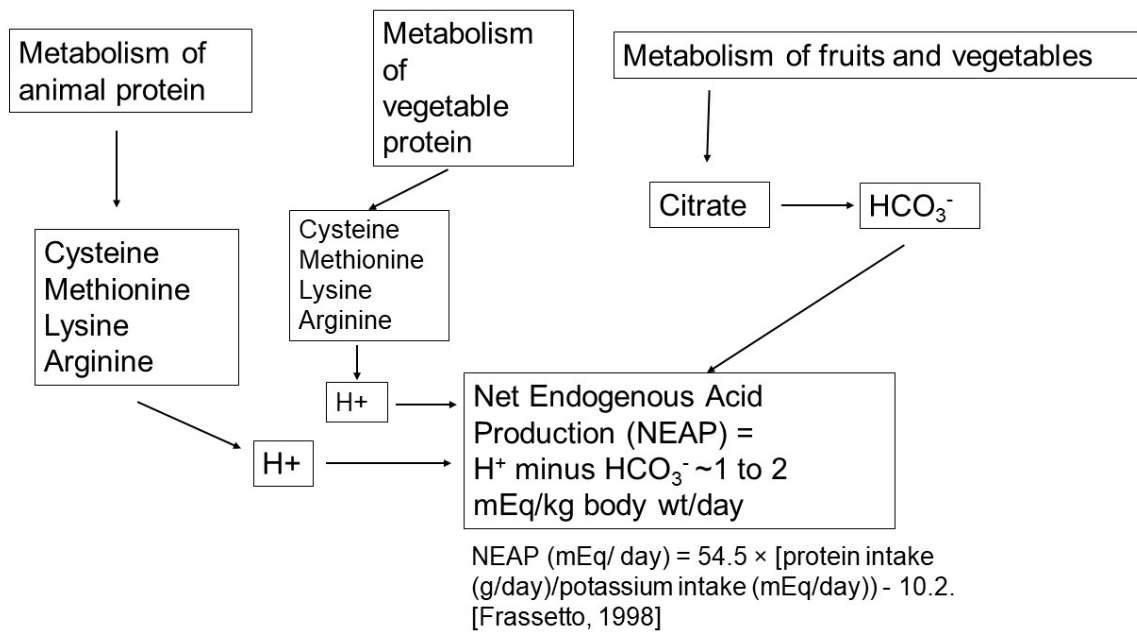 Metabolism of
animal protein
Metabolism
of
vegetable
protein
Metabolism of fruits and vegetables
Citrate
HCO₃⁻
Cysteine
Methionine
Lysine
Arginine
Cysteine
Methionine
Lysine
Arginine
H+
H+
Net Endogenous Acid
Production (NEAP) =
H⁺ minus HCO₃⁻ ~1 to 2
mEq/kg body wt/day
NEAP (mEq/ day) = 54.5 × [protein intake
(g/day)/potassium intake (mEq/day)) - 10.2.
[Frassetto, 1998]